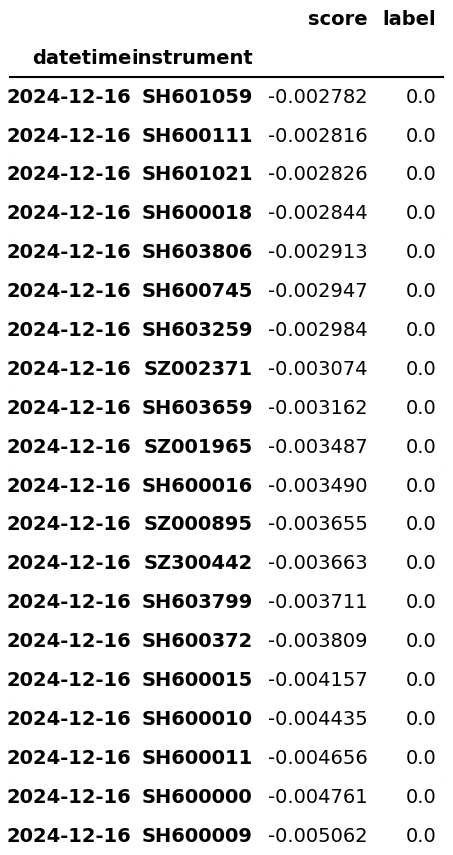 score label
datetime instrument
2024-12-16 SH601059 -0.002782 0.0
2024-12-16 SH600111 -0.002816 0.0
2024-12-16 SH601021 -0.002826 0.0
2024-12-16 SH600018 -0.002844 0.0
2024-12-16 SH603806 -0.002913 0.0
2024-12-16 SH600745 -0.002947 0.0
2024-12-16 SH603259 -0.002984 0.0
2024-12-16 SZ002371 -0.003074 0.0
2024-12-16 SH603659 -0.003162 0.0
2024-12-16 SZ001965 -0.003487 0.0
2024-12-16 SH600016 -0.003490 0.0
2024-12-16 SZ000895 -0.003655 0.0
2024-12-16 SZ300442 -0.003663 0.0
2024-12-16 SH603799 -0.003711 0.0
2024-12-16 SH600372 -0.003809 0.0
2024-12-16 SH600015 -0.004157 0.0
2024-12-16 SH600010 -0.004435 0.0
2024-12-16 SH600011 -0.004656 0.0
2024-12-16 SH600000 -0.004761 0.0
2024-12-16 SH600009 -0.005062 0.0